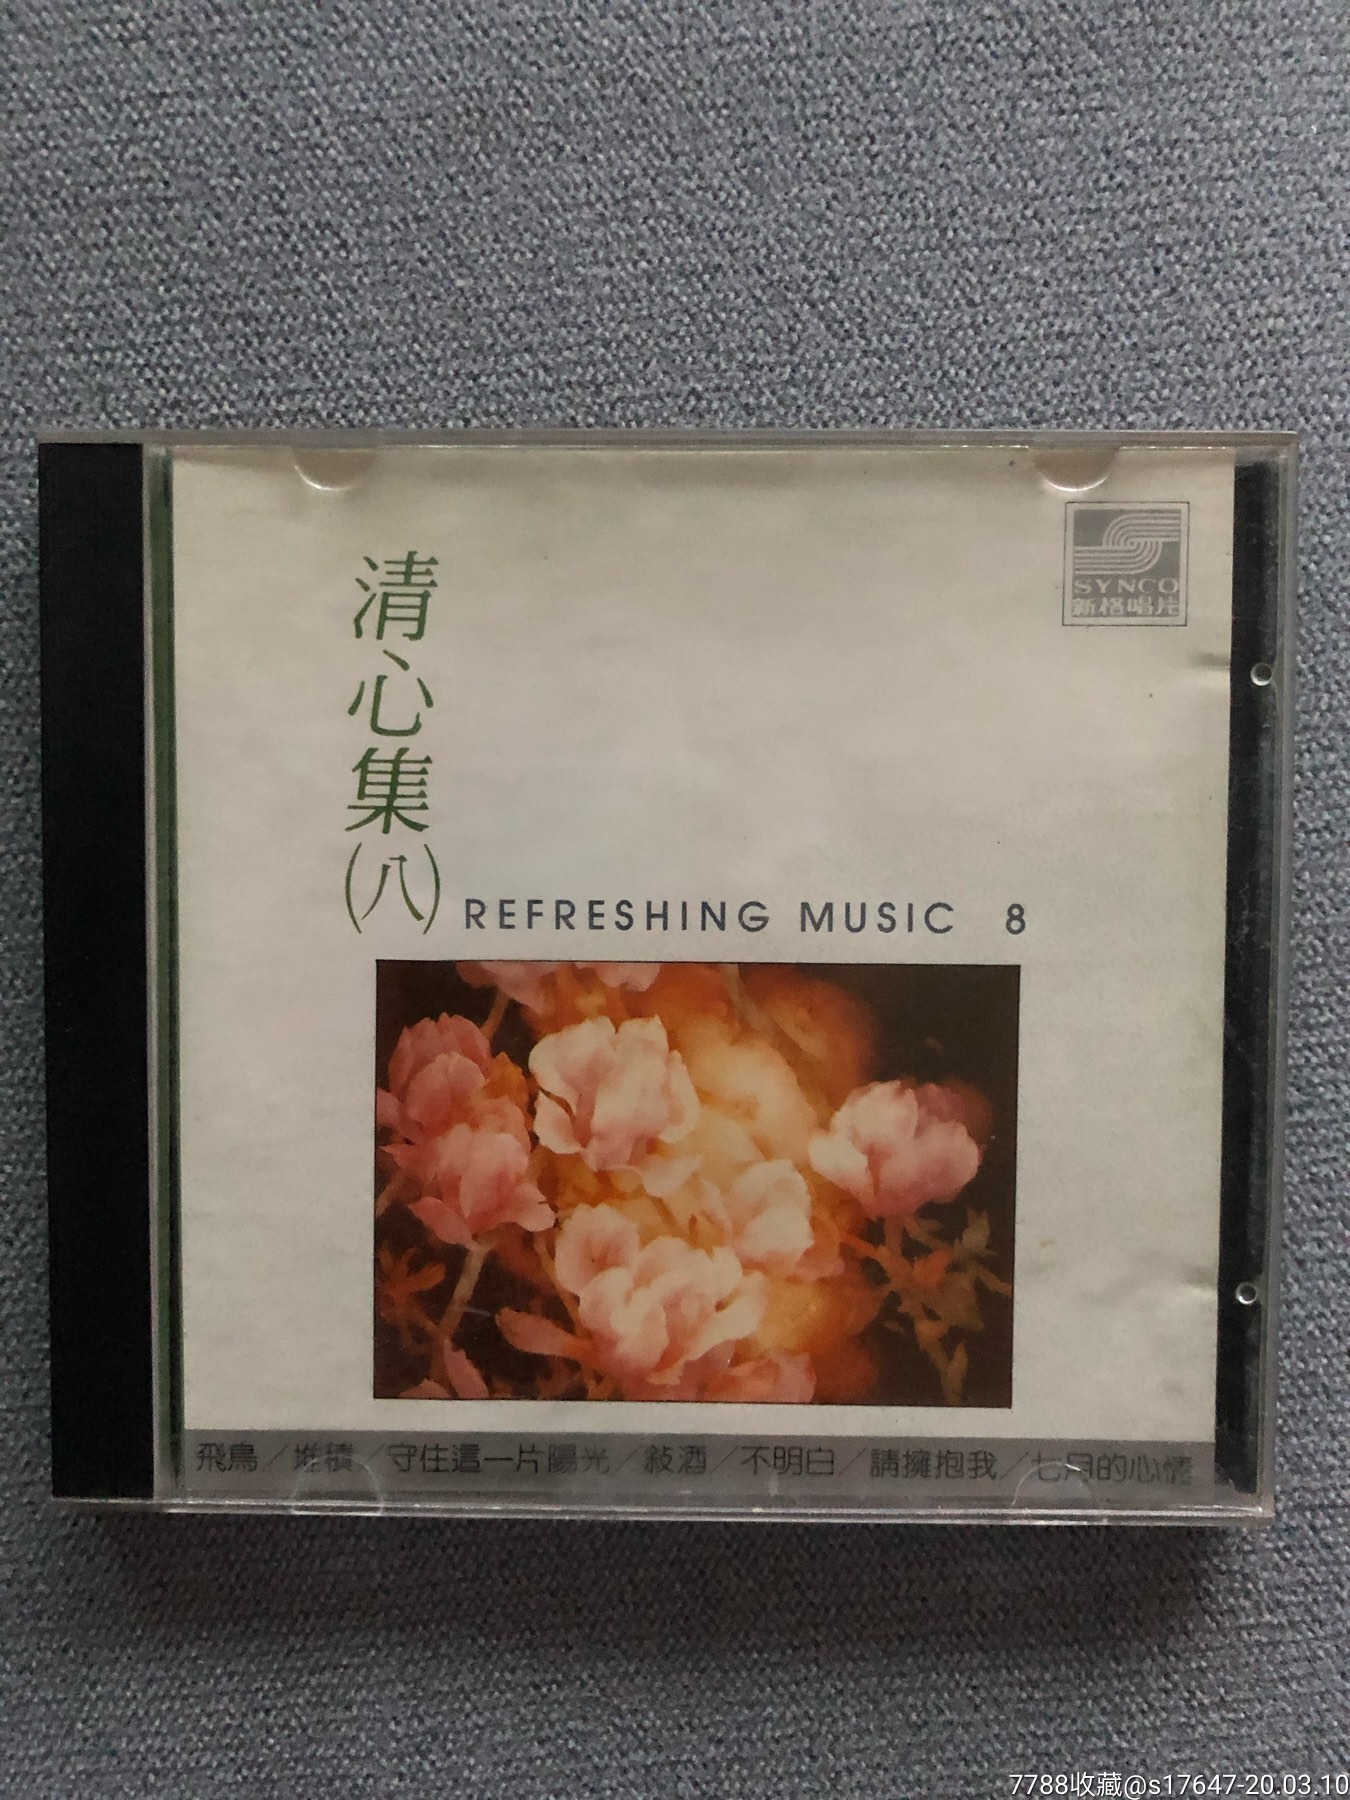 SYNCO
新格唱片
清心集(八)
REFRESHING MUSIC 8
飛鳥／堆積／守住這一片陽光／敍酒／不明白／請擁抱我／七月的心情
7788收藏@s17647-20.03.10